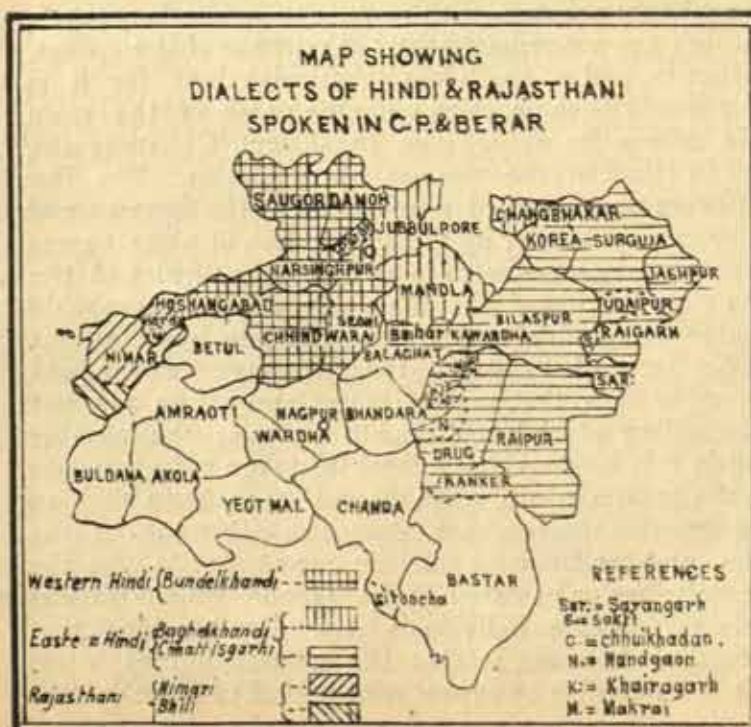 MAP SHOWING
DIALECTS OF HINDI & RAJASTHANI
SPOKEN IN C.P. & BERAR
SAUGOR DAMOH
JUBBULPORE
CHANGBHAKAR
KOREA-SURGUJA
JASHPUR
UDAIPUR
RAIGARH
SAR.
NARSINGHPUR
MANDLA
BILASPUR
HOSHANGABAD
SEONI
CHHINDWARA
Baihar KAWARDHA
BALAGHAT
NIMAR
BETUL
AMRAOTI
NAGPUR BHANDARA
WARDHA
RAIPUR
DRUG
BULDANA AKOLA
KANKER
YEOTMAL
CHANDA
BASTAR
Sironcha
Western Hindi { Bundelkhandi
Easte = Hindi { Baghelkhandi
Chhattisgarhi
Rajasthani { Nimari
Bhili
REFERENCES
Sar. = Sarangarh
S = Sakti
C = Chhuikhadan.
N. = Nandgaon
K. = Khairagarh
M. = Makrai